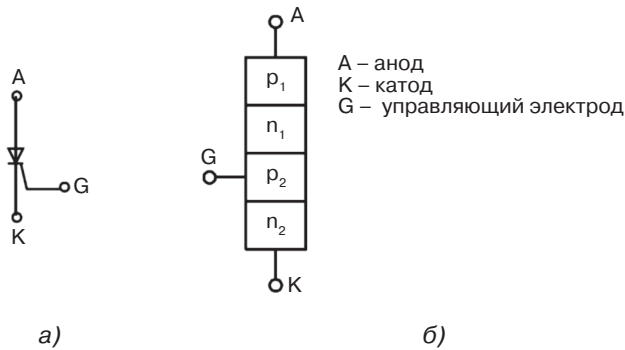 A
G
K
а)
A
p1
n1
G
p2
n2
K
б)
A – анод
K – катод
G – управляющий электрод